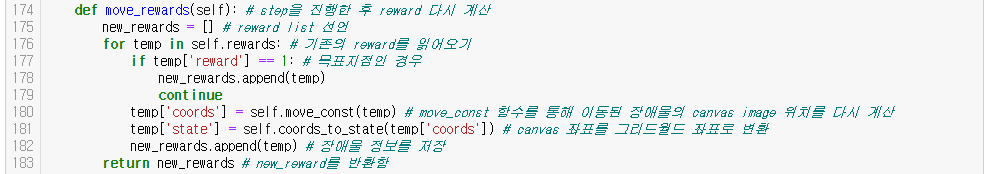 174 def move_rewards(self): # step을 진행한 후 reward 다시 계산
175 new_rewards = [] # reward list 선언
176 for temp in self.rewards: # 기존의 reward를 읽어오기
177 if temp['reward'] == 1: # 목표지점인 경우
178 new_rewards.append(temp)
179 continue
180 temp['coords'] = self.move_const(temp) # move_const 함수를 통해 이동된 장애물의 canvas image 위치를 다시 계산
181 temp['state'] = self.coords_to_state(temp['coords']) # canvas 좌표를 그리드월드 좌표로 변환
182 new_rewards.append(temp) # 장애물 정보를 저장
183 return new_rewards # new_reward를 반환함